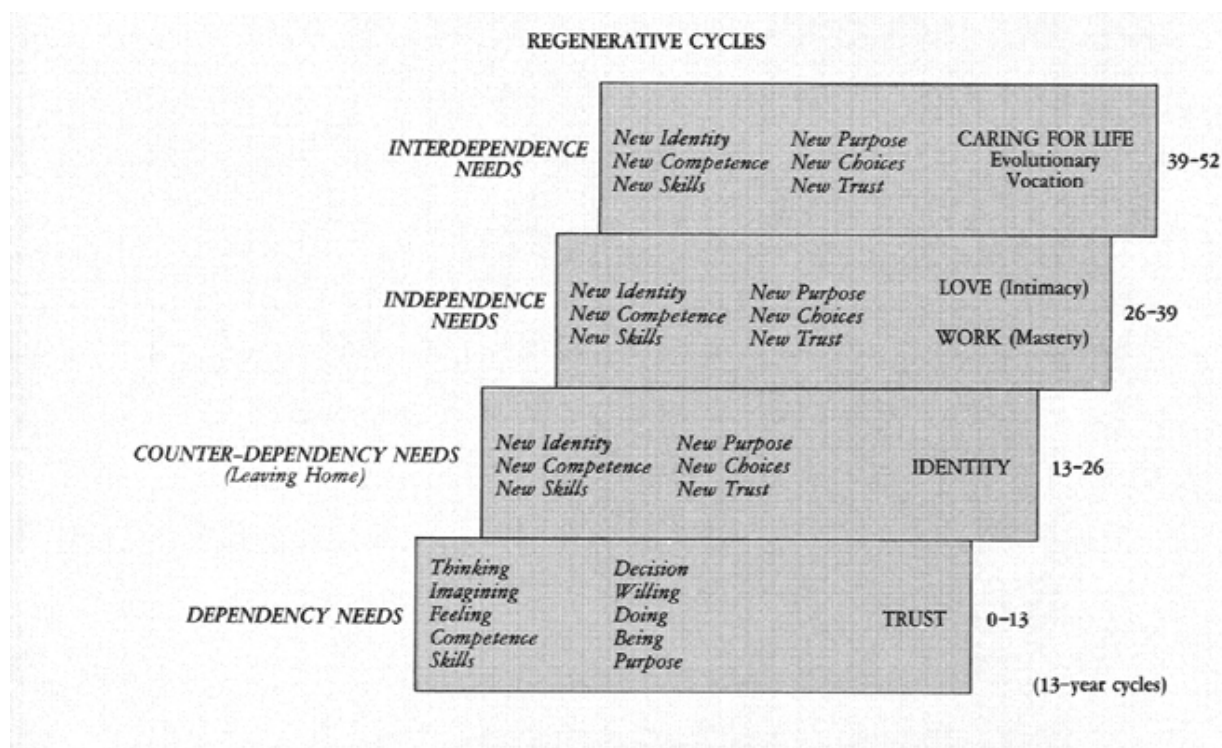 REGENERATIVE CYCLES
INTERDEPENDENCE
NEEDS
New Identity New Purpose
New Competence New Choices
New Skills New Trust
CARING FOR LIFE
Evolutionary
Vocation
39–52
INDEPENDENCE
NEEDS
New Identity New Purpose
New Competence New Choices
New Skills New Trust
LOVE (Intimacy)
WORK (Mastery)
26–39
COUNTER–DEPENDENCY NEEDS
(Leaving Home)
New Identity New Purpose
New Competence New Choices
New Skills New Trust
IDENTITY
13–26
DEPENDENCY NEEDS
Thinking Decision
Imagining Willing
Feeling Doing
Competence Being
Skills Purpose
TRUST
0–13
(13–year cycles)